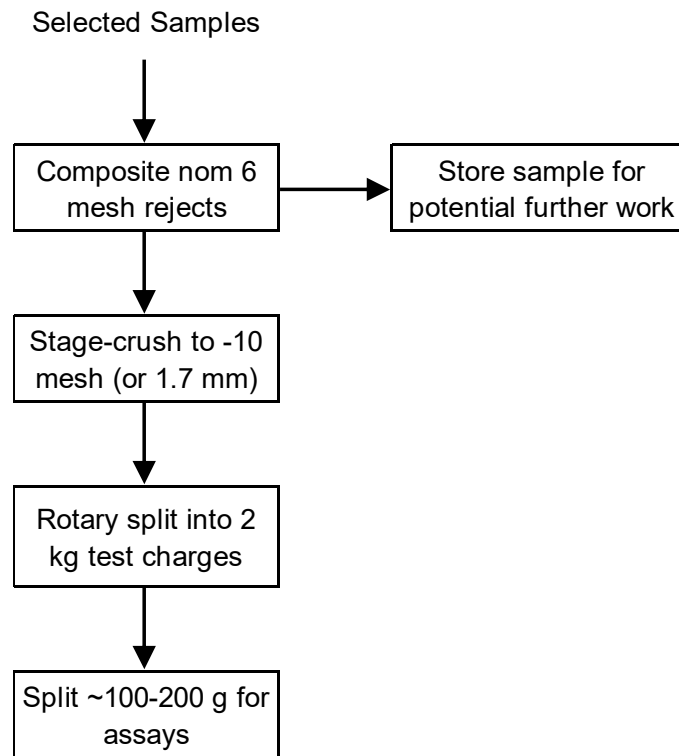 Selected Samples
Composite nom 6
mesh rejects
Store sample for
potential further work
Stage-crush to -10
mesh (or 1.7 mm)
Rotary split into 2
kg test charges
Split ~100-200 g for
assays